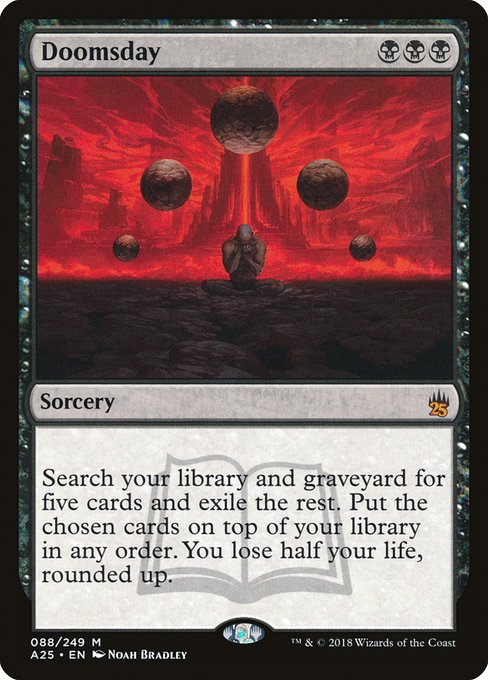 Doomsday
Sorcery
25
Search your library and graveyard for
five cards and exile the rest. Put the
chosen cards on top of your library
in any order. You lose half your life,
rounded up.
088/249 M
A25 • EN Noah Bradley
™ & © 2018 Wizards of the Coast